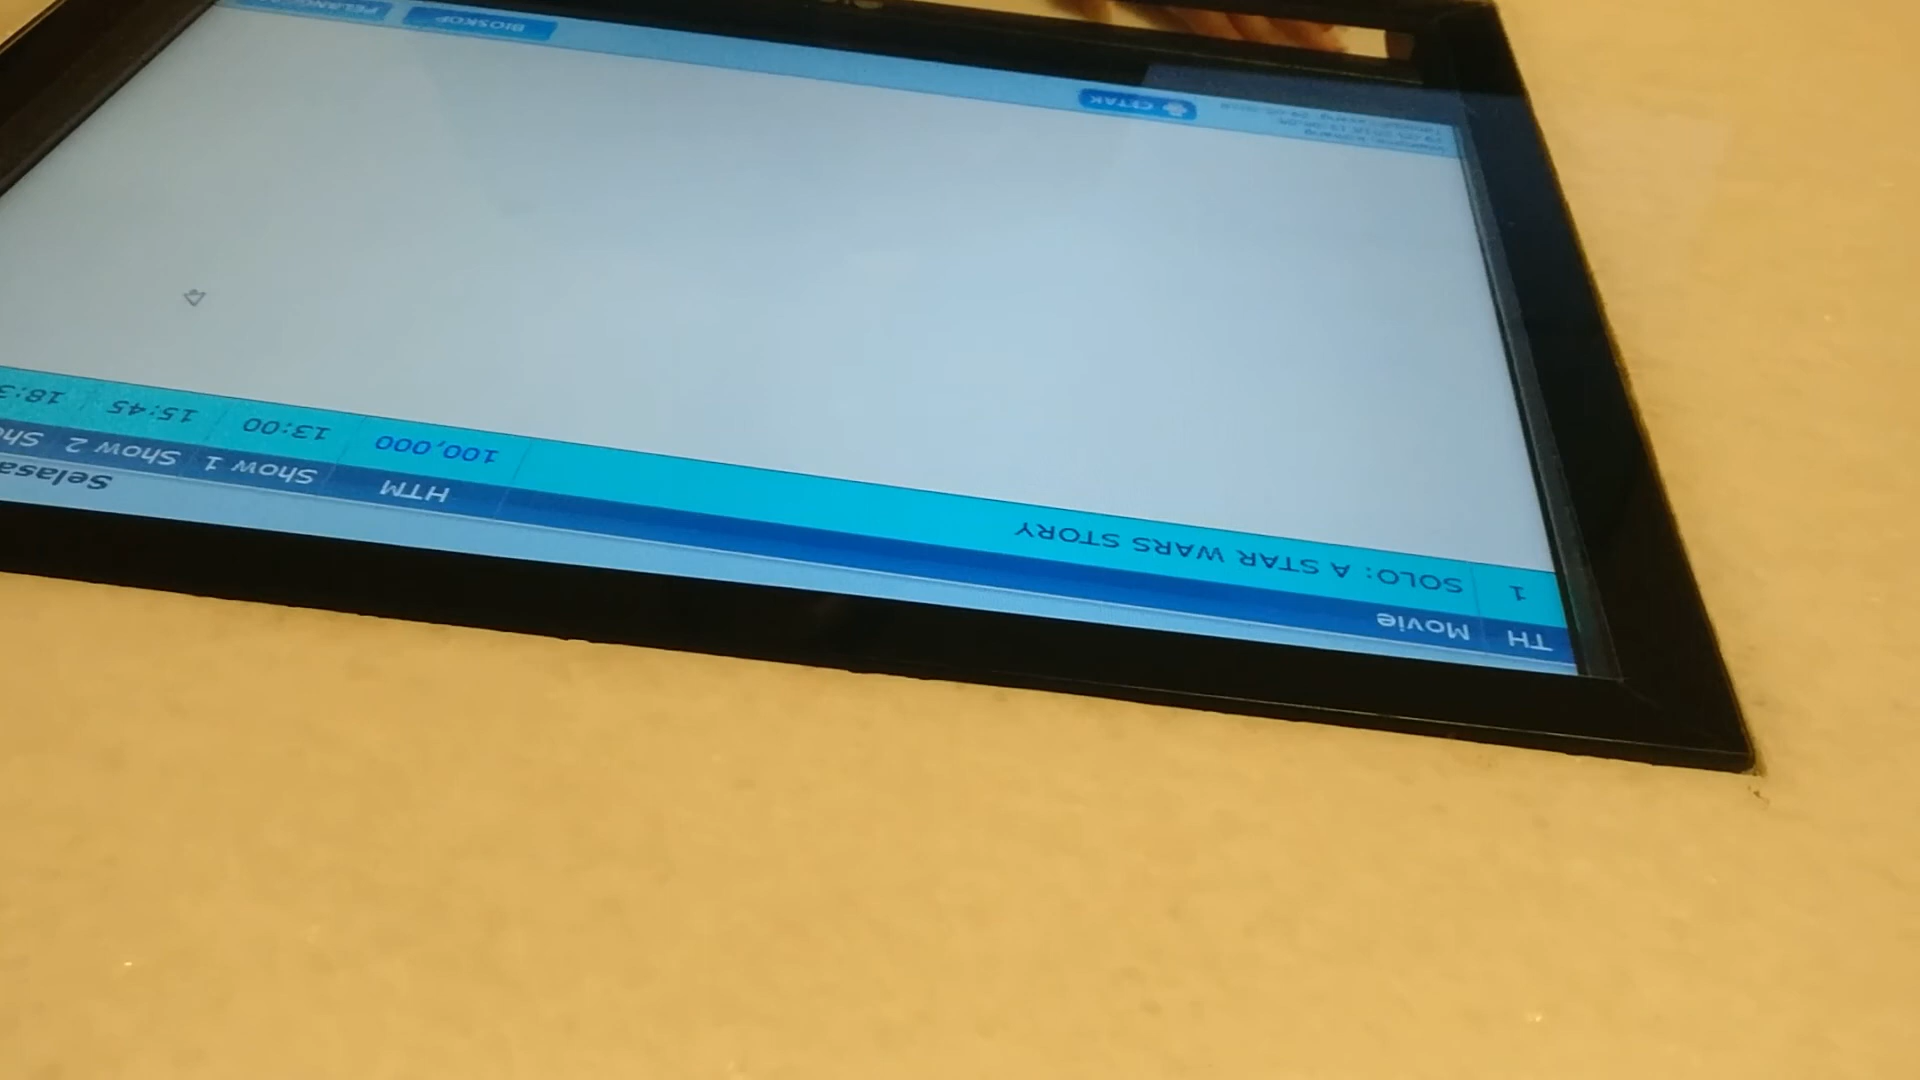 Selasa
TH Movie HTM Show 1 Show 2
1 SOLO: A STAR WARS STORY 100,000 13:00 15:45
CETAK BIOSKOP